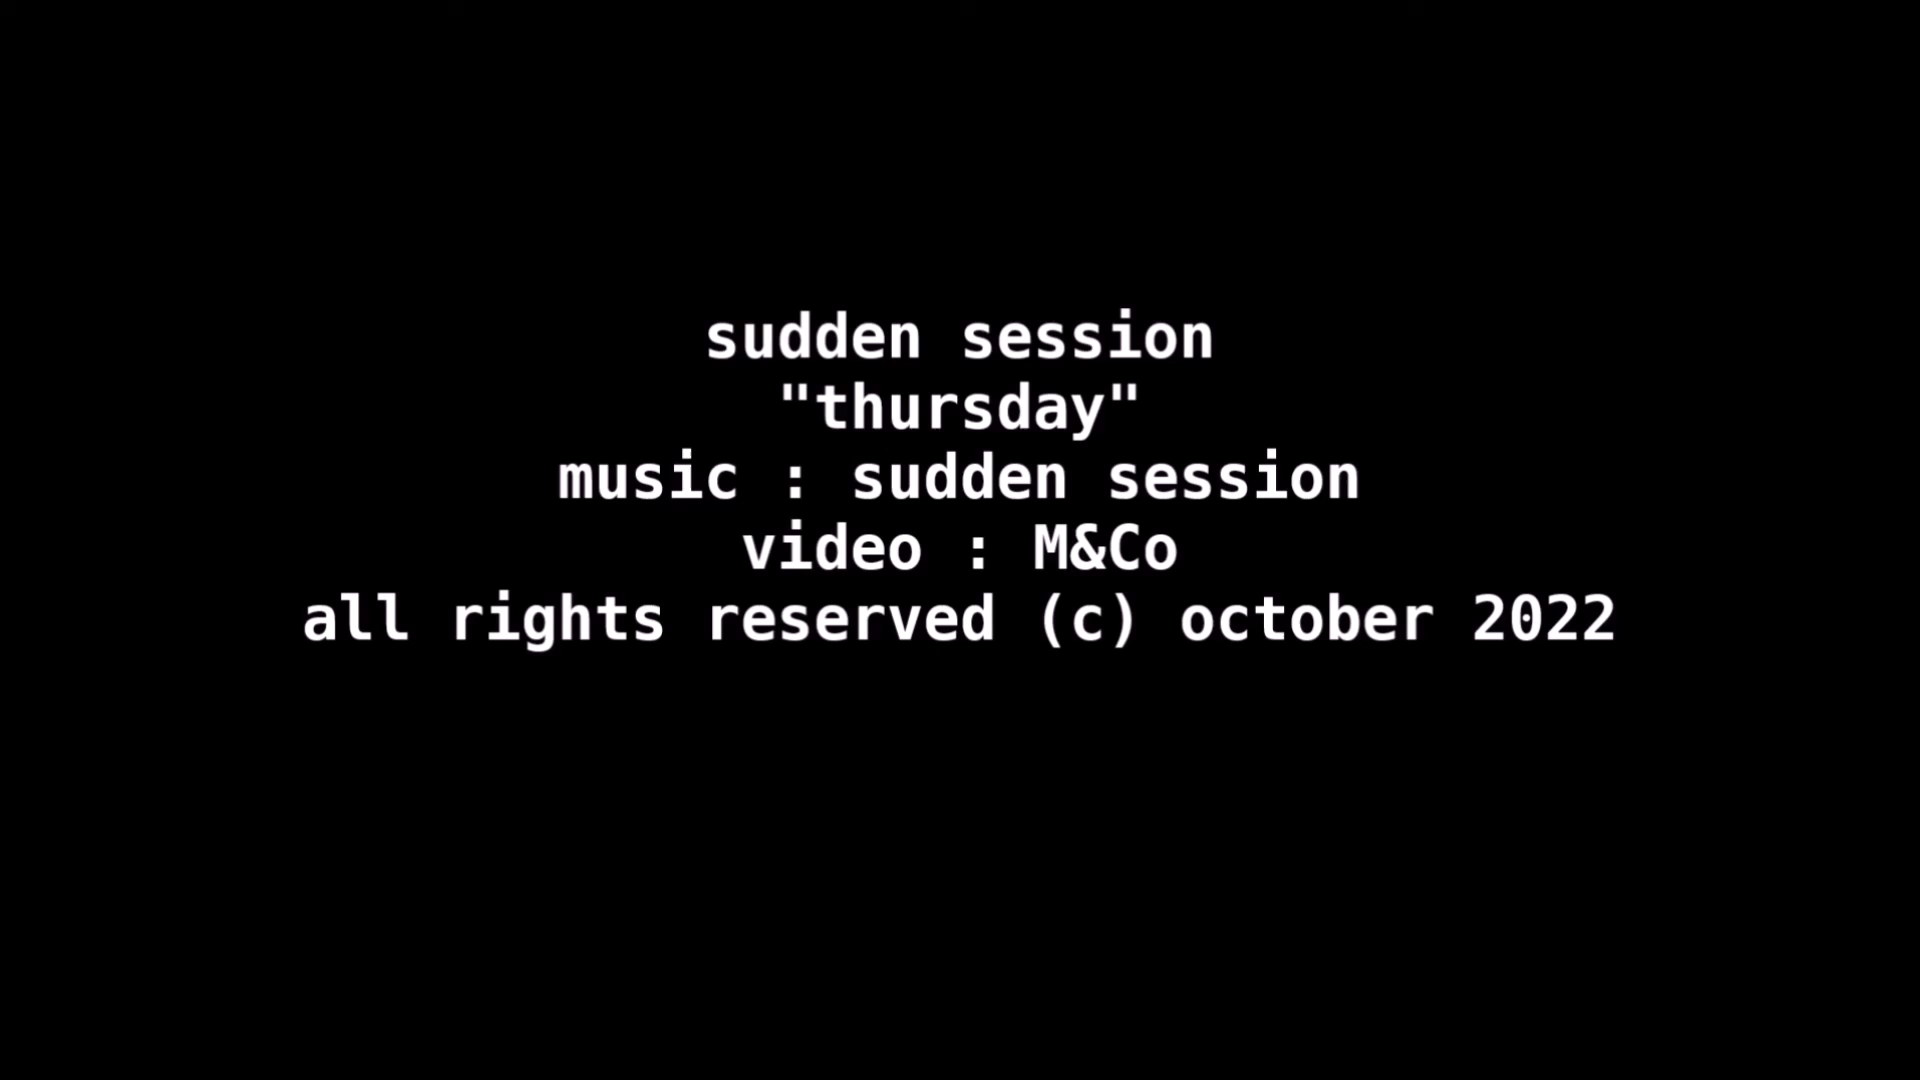 sudden session
"thursday"
music : sudden session
video : M&Co
all rights reserved (c) october 2022